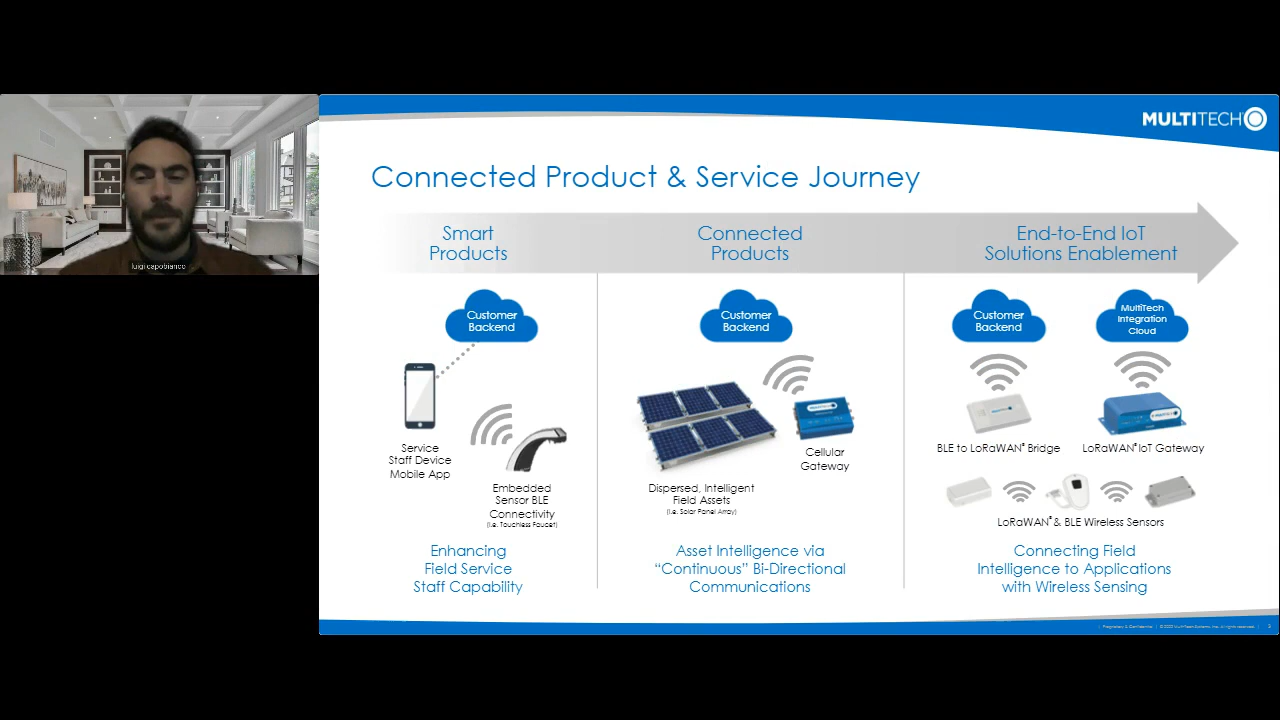 luigi capobianco
MULTITECH
Connected Product & Service Journey
Smart
Products
Connected
Products
End-to-End IoT
Solutions Enablement
Customer
Backend
Customer
Backend
Customer
Backend
MultiTech
Integration
Cloud
Service
Staff Device
Mobile App
Embedded
Sensor BLE
Connectivity
(i.e. Touchless Faucet)
Dispersed, Intelligent
Field Assets
(i.e. Solar Panel Array)
Cellular
Gateway
BLE to LoRaWAN® Bridge
LoRaWAN® IoT Gateway
LoRaWAN® & BLE Wireless Sensors
Enhancing
Field Service
Staff Capability
Asset Intelligence via
“Continuous” Bi-Directional
Communications
Connecting Field
Intelligence to Applications
with Wireless Sensing